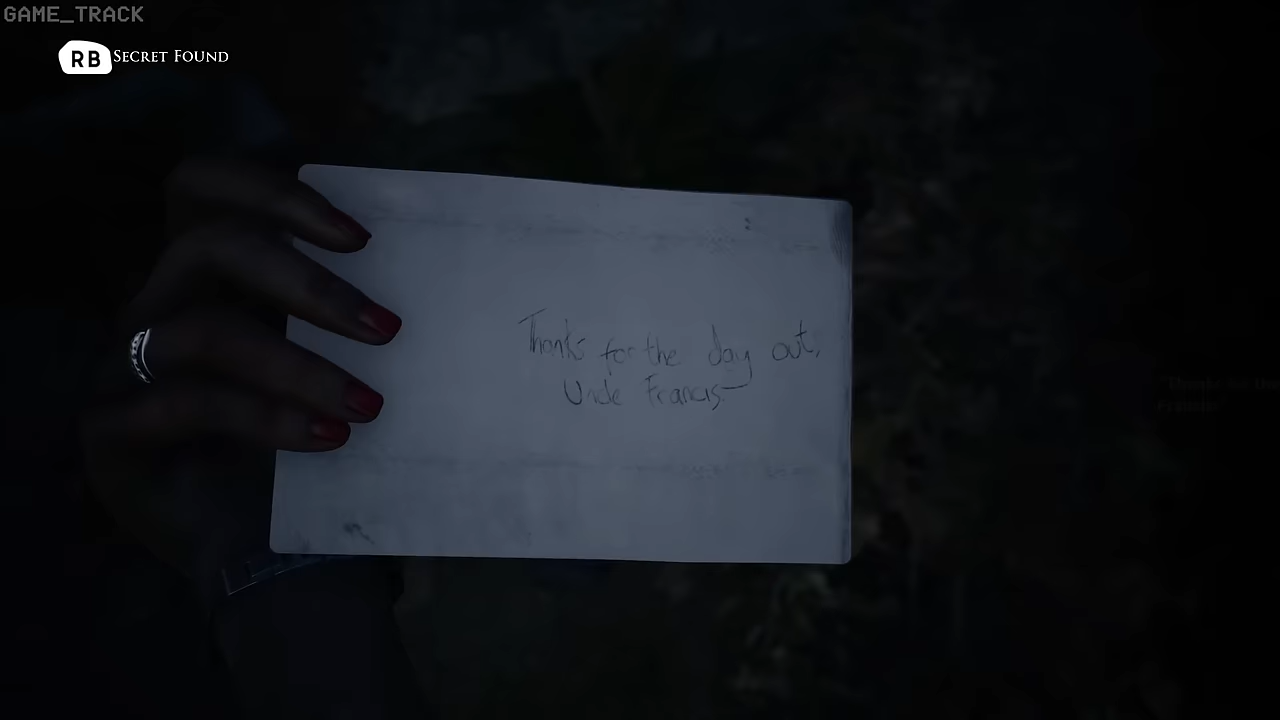 GAME_TRACK
RB SECRET FOUND
Thanks for the day out,
Uncle Francis